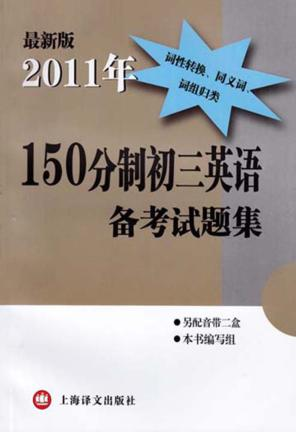 最新版
2011年
词性转换、同义词、
词组归类
150分制初三英语
备考试题集
●另配音带二盒
●本书编写组
上海译文出版社